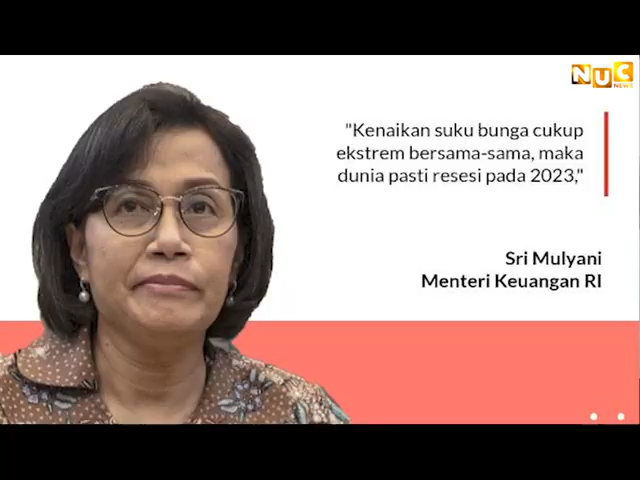 NUC
NEWS
"Kenaikan suku bunga cukup
ekstrem bersama-sama, maka
dunia pasti resesi pada 2023,"
Sri Mulyani
Menteri Keuangan RI